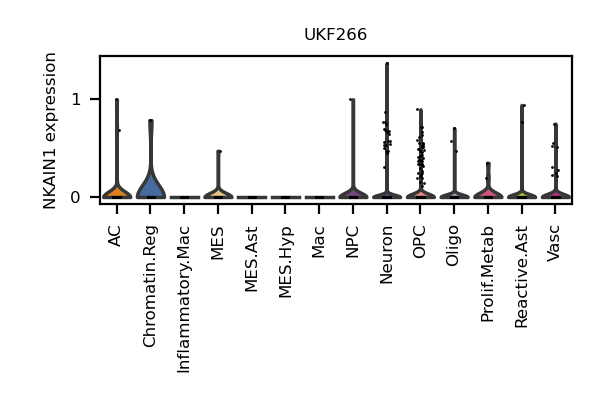 UKF266
NKAIN1 expression
1
0
AC
Chromatin.Reg
Inflammatory.Mac
MES
MES.Ast
MES.Hyp
Mac
NPC
Neuron
OPC
Oligo
Prolif.Metab
Reactive.Ast
Vasc